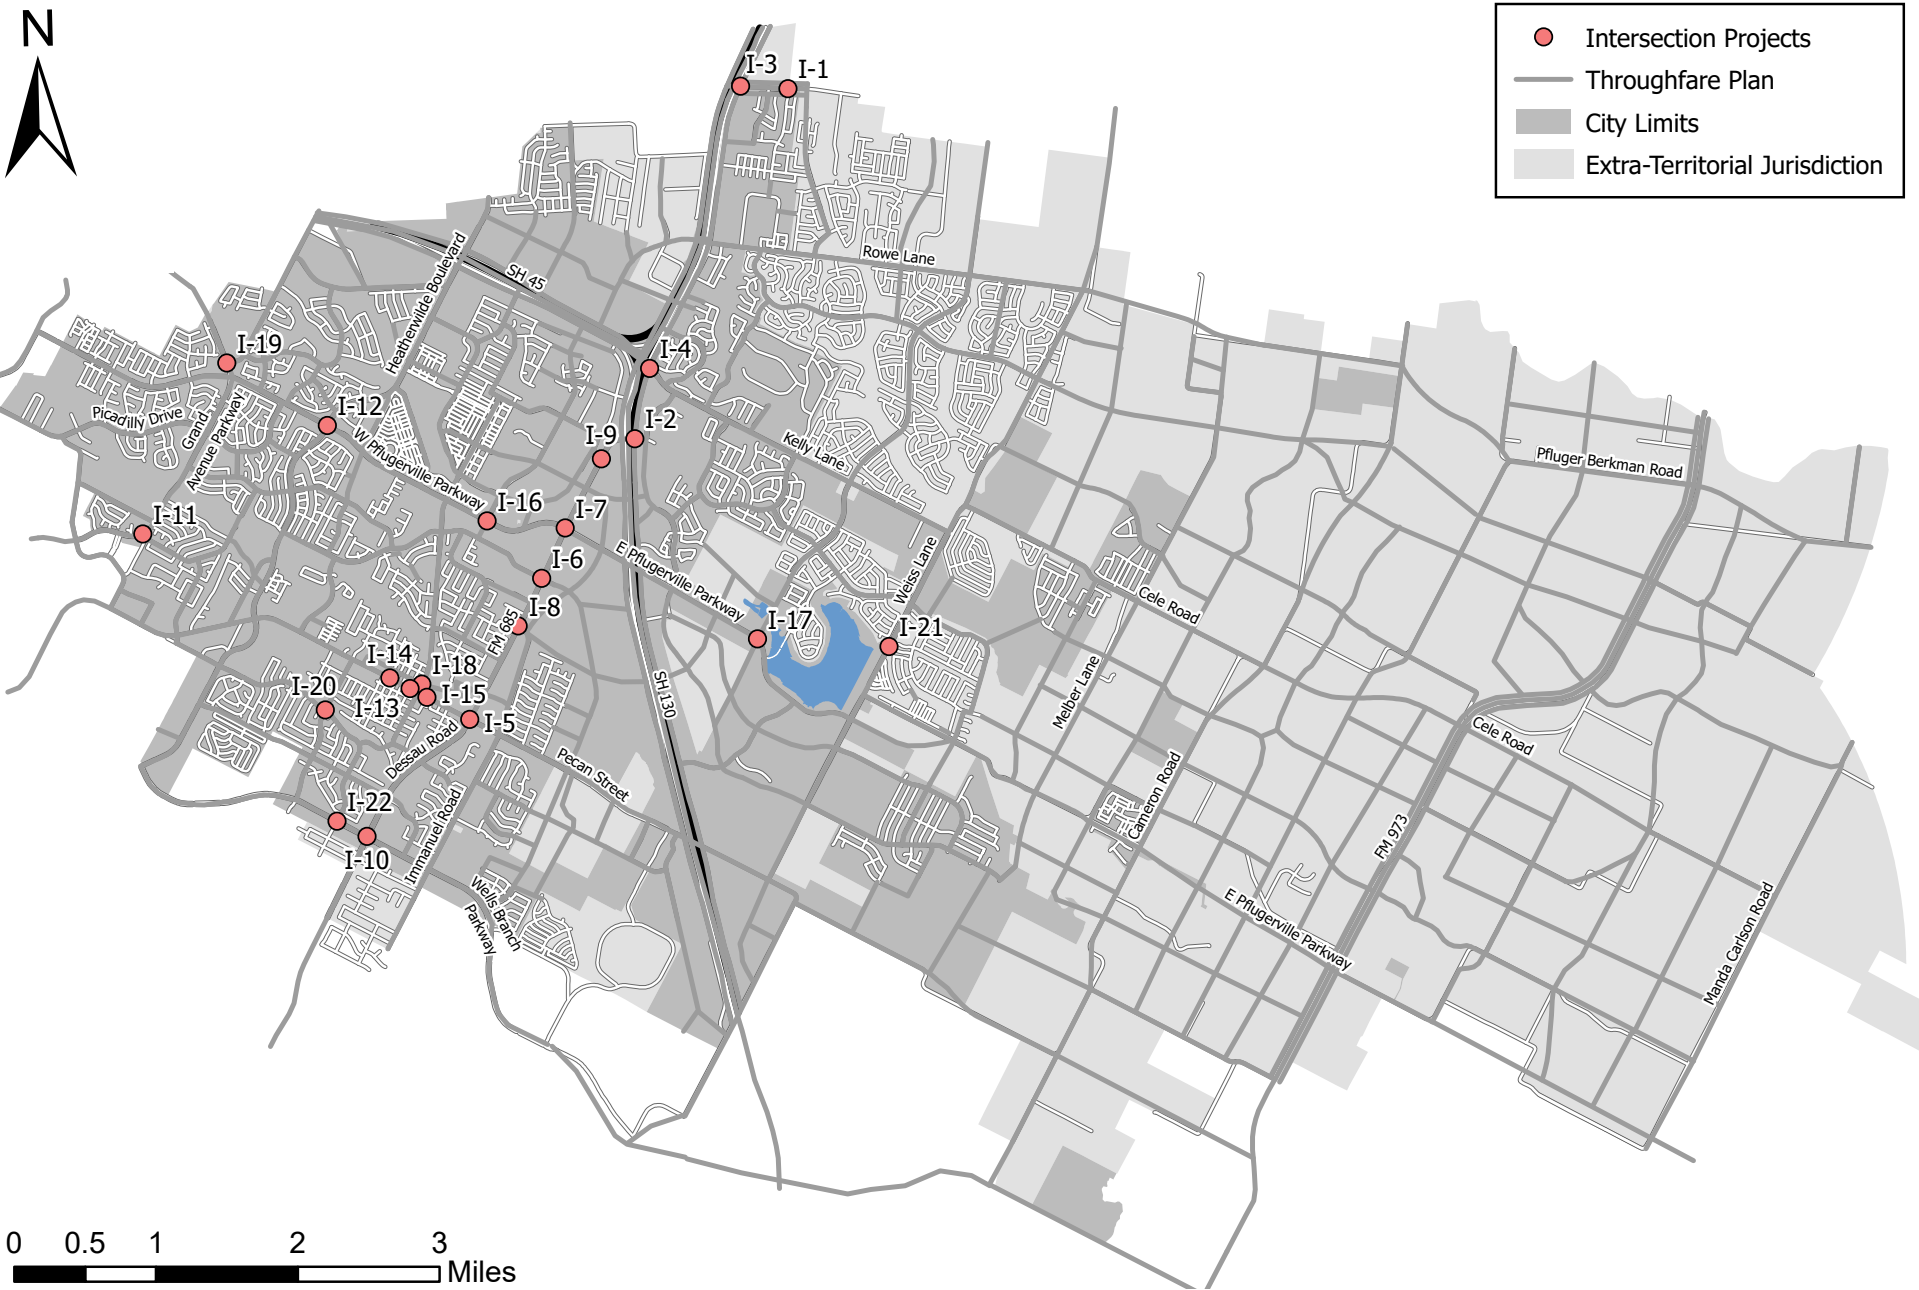 N
Intersection Projects
Throughfare Plan
City Limits
Extra-Territorial Jurisdiction
I-3
I-1
Rowe Lane
SH 45
Heatherwilde Boulevard
I-19
I-4
Picadilly Drive
Grand
Avenue Parkway
I-12
W Pflugerville Parkway
I-9
I-2
Kelly Lane
Pfluger Berkman Road
I-11
I-16
I-7
I-6
E Pflugerville Parkway
Weiss Lane
I-8
FM 685
I-17
I-21
Cele Road
I-14
I-18
I-15
I-20
I-13
I-5
SH 130
Melber Lane
Dessau Road
Pecan Street
Cele Road
I-22
I-10
Immanuel Road
Cameron Road
FM 973
Wells Branch
Parkway
E Pflugerville Parkway
Manda Carlson Road
0 0.5 1 2 3
Miles